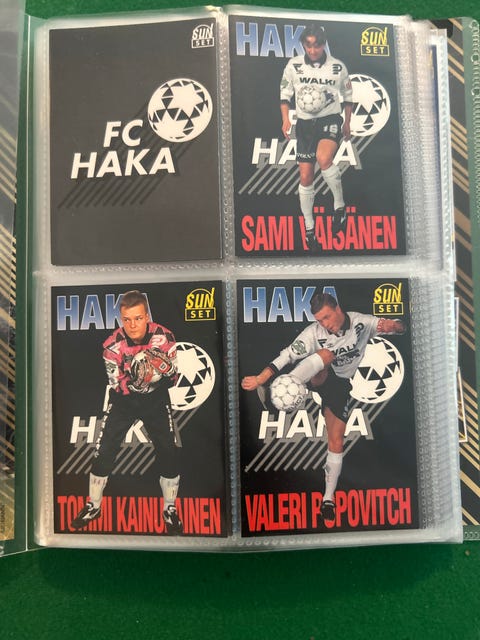 SUN
SET
FC
HAKA
HAKA
SUN
SET
WALKI
16
HAKA
SAMI VÄISÄNEN
HAKA
SUN
SET
HAKA
TOMMI KAINULAINEN
HAKA
SUN
SET
WALKI
HAKA
VALERI POPOVITCH